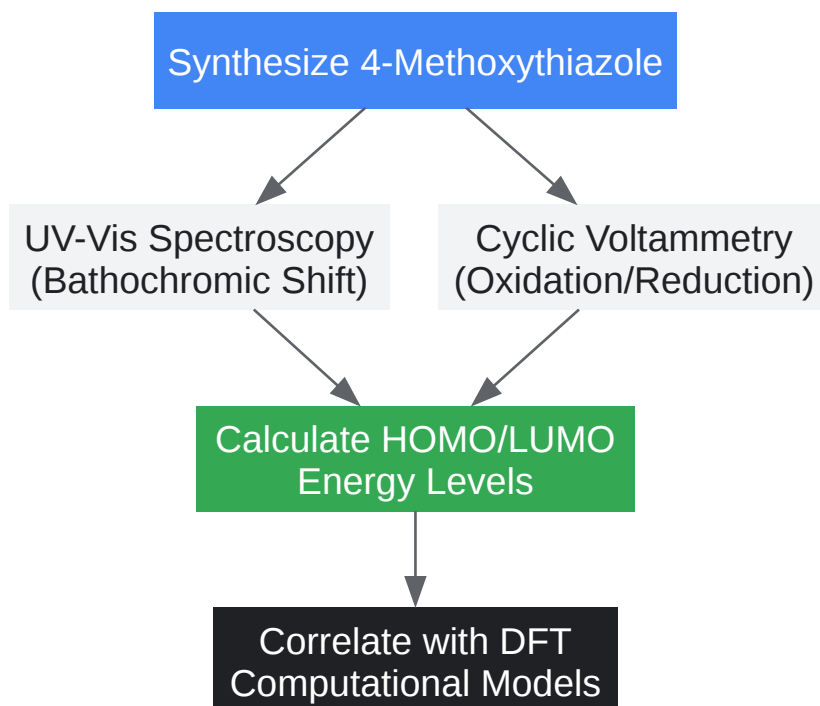 Synthesize 4-Methoxythiazole
UV-Vis Spectroscopy
(Bathochromic Shift)
Cyclic Voltammetry
(Oxidation/Reduction)
Calculate HOMO/LUMO
Energy Levels
Correlate with DFT
Computational Models